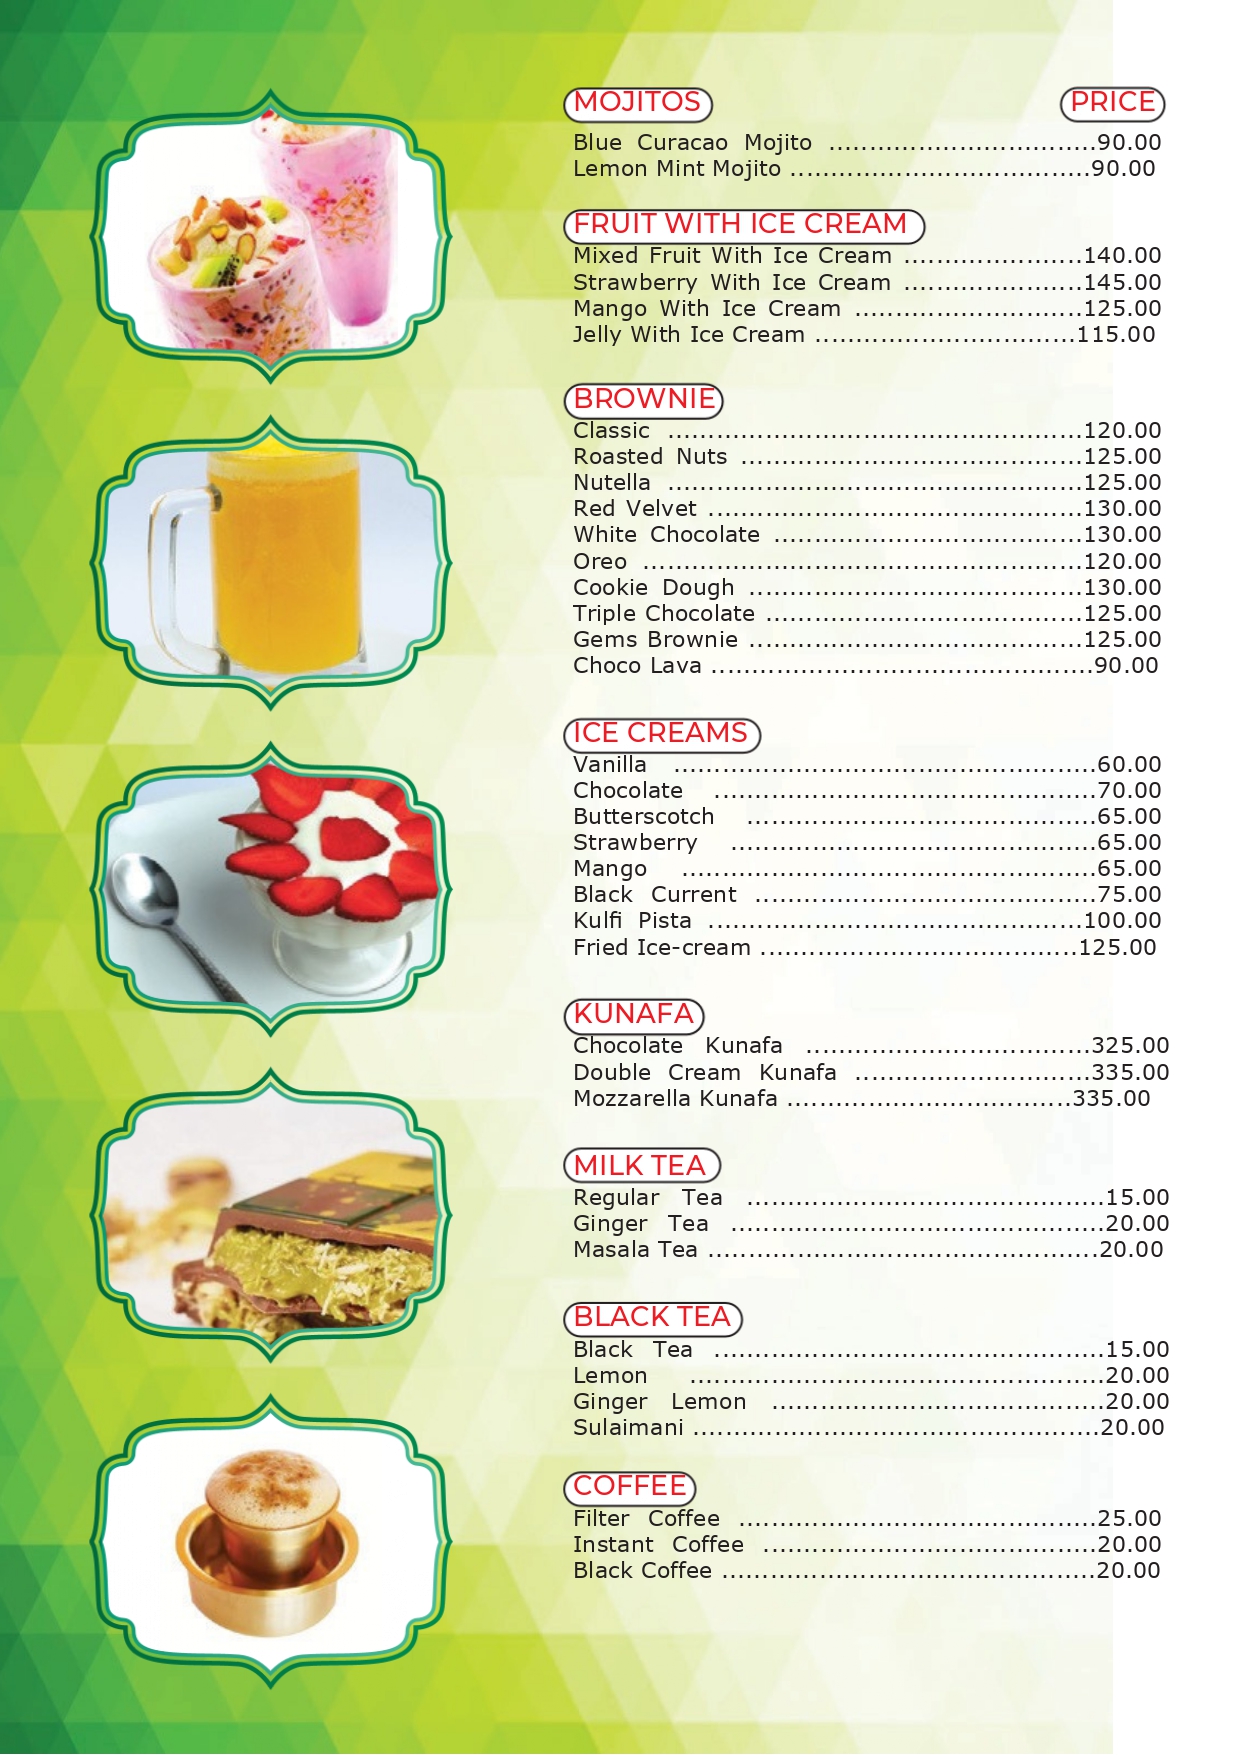 MOJITOS PRICE
Blue Curacao Mojito .................................90.00
Lemon Mint Mojito .....................................90.00
FRUIT WITH ICE CREAM
Mixed Fruit With Ice Cream ......................140.00
Strawberry With Ice Cream ......................145.00
Mango With Ice Cream ............................125.00
Jelly With Ice Cream ................................115.00
BROWNIE
Classic ...................................................120.00
Roasted Nuts ..........................................125.00
Nutella ...................................................125.00
Red Velvet ..............................................130.00
White Chocolate ......................................130.00
Oreo ......................................................120.00
Cookie Dough .........................................130.00
Triple Chocolate .......................................125.00
Gems Brownie .........................................125.00
Choco Lava ...............................................90.00
ICE CREAMS
Vanilla ....................................................60.00
Chocolate ...............................................70.00
Butterscotch ...........................................65.00
Strawberry .............................................65.00
Mango ...................................................65.00
Black Current ..........................................75.00
Kulfi Pista ..............................................100.00
Fried Ice-cream .......................................125.00
KUNAFA
Chocolate Kunafa ...................................325.00
Double Cream Kunafa .............................335.00
Mozzarella Kunafa ...................................335.00
MILK TEA
Regular Tea ............................................15.00
Ginger Tea ..............................................20.00
Masala Tea ................................................20.00
BLACK TEA
Black Tea ................................................15.00
Lemon ...................................................20.00
Ginger Lemon .........................................20.00
Sulaimani ..................................................20.00
COFFEE
Filter Coffee ............................................25.00
Instant Coffee .........................................20.00
Black Coffee ..............................................20.00